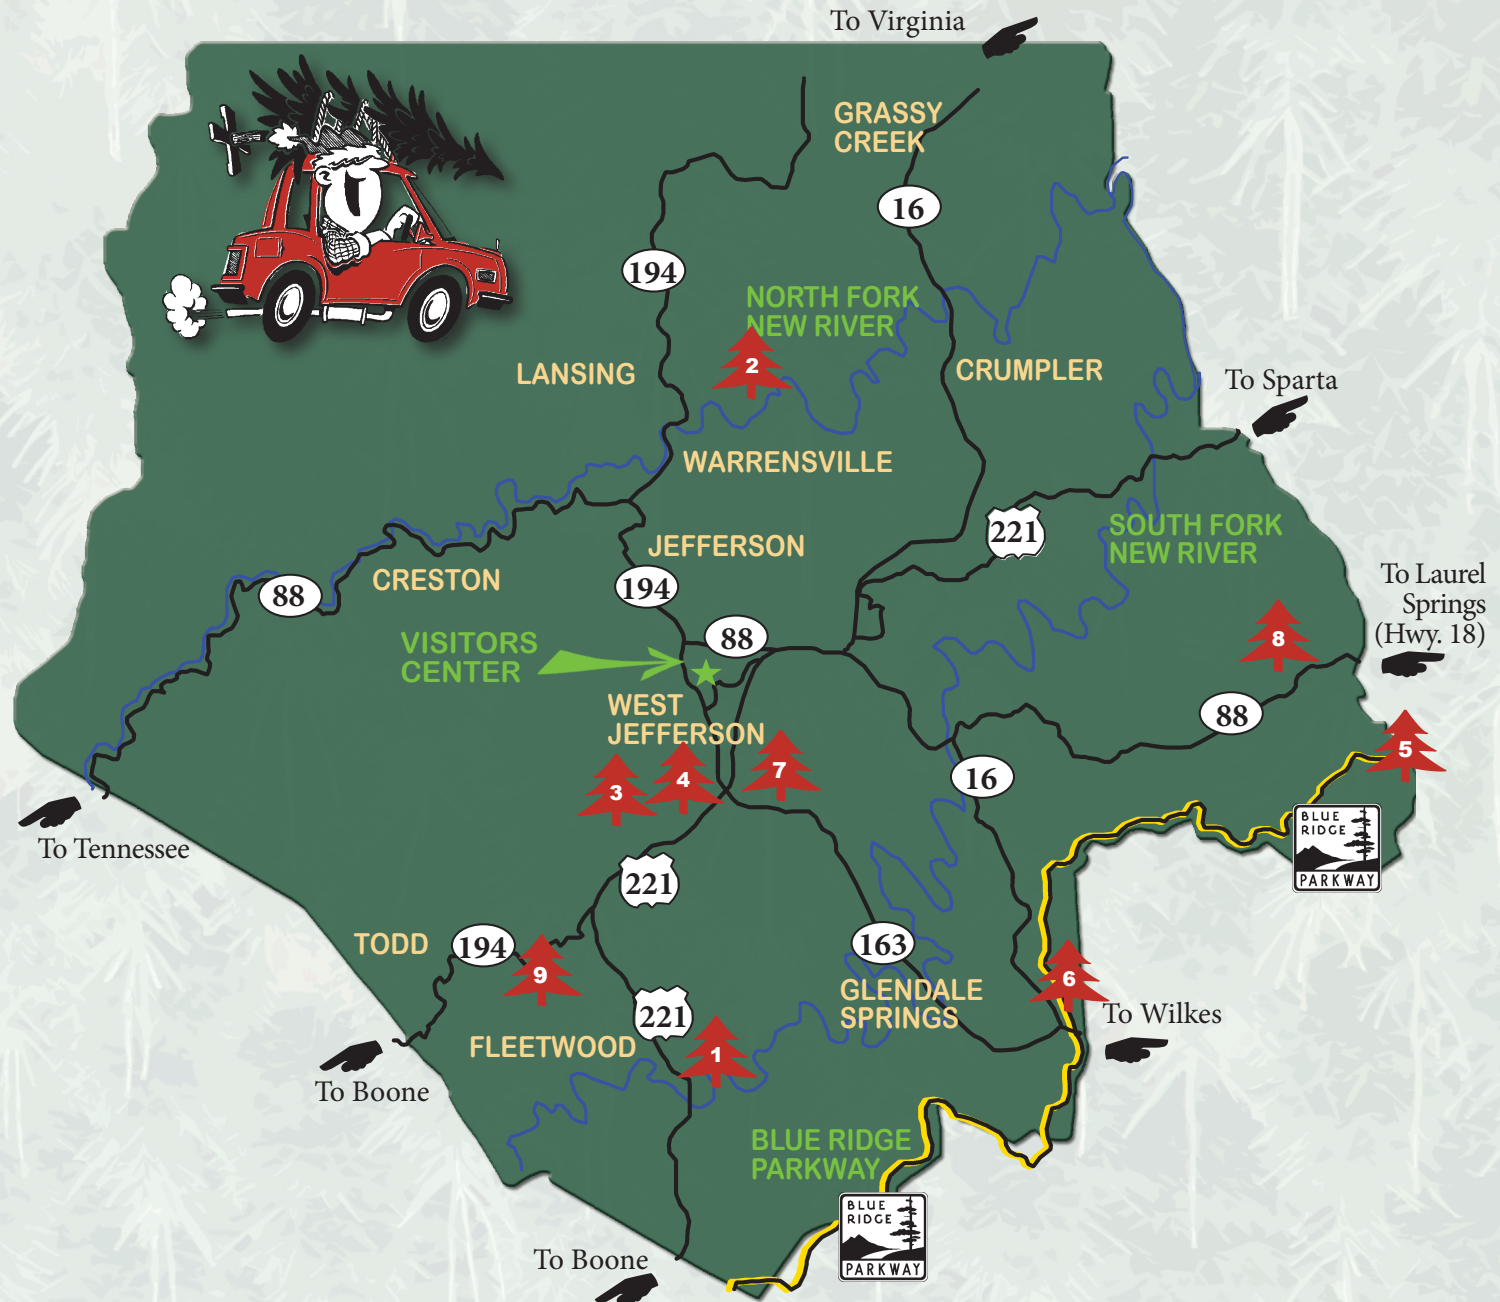 To Virginia
GRASSY
CREEK
16
194
NORTH FORK
NEW RIVER
2
LANSING
CRUMPLER
To Sparta
WARRENSVILLE
221
SOUTH FORK
NEW RIVER
JEFFERSON
CRESTON
88
194
To Laurel
Springs
(Hwy. 18)
88
8
VISITORS
CENTER
WEST
JEFFERSON
88
3
4
7
16
5
To Tennessee
BLUE
RIDGE
PARKWAY
221
TODD
194
9
163
6
GLENDALE
SPRINGS
To Wilkes
221
FLEETWOOD
1
To Boone
BLUE RIDGE
PARKWAY
BLUE
RIDGE
PARKWAY
To Boone